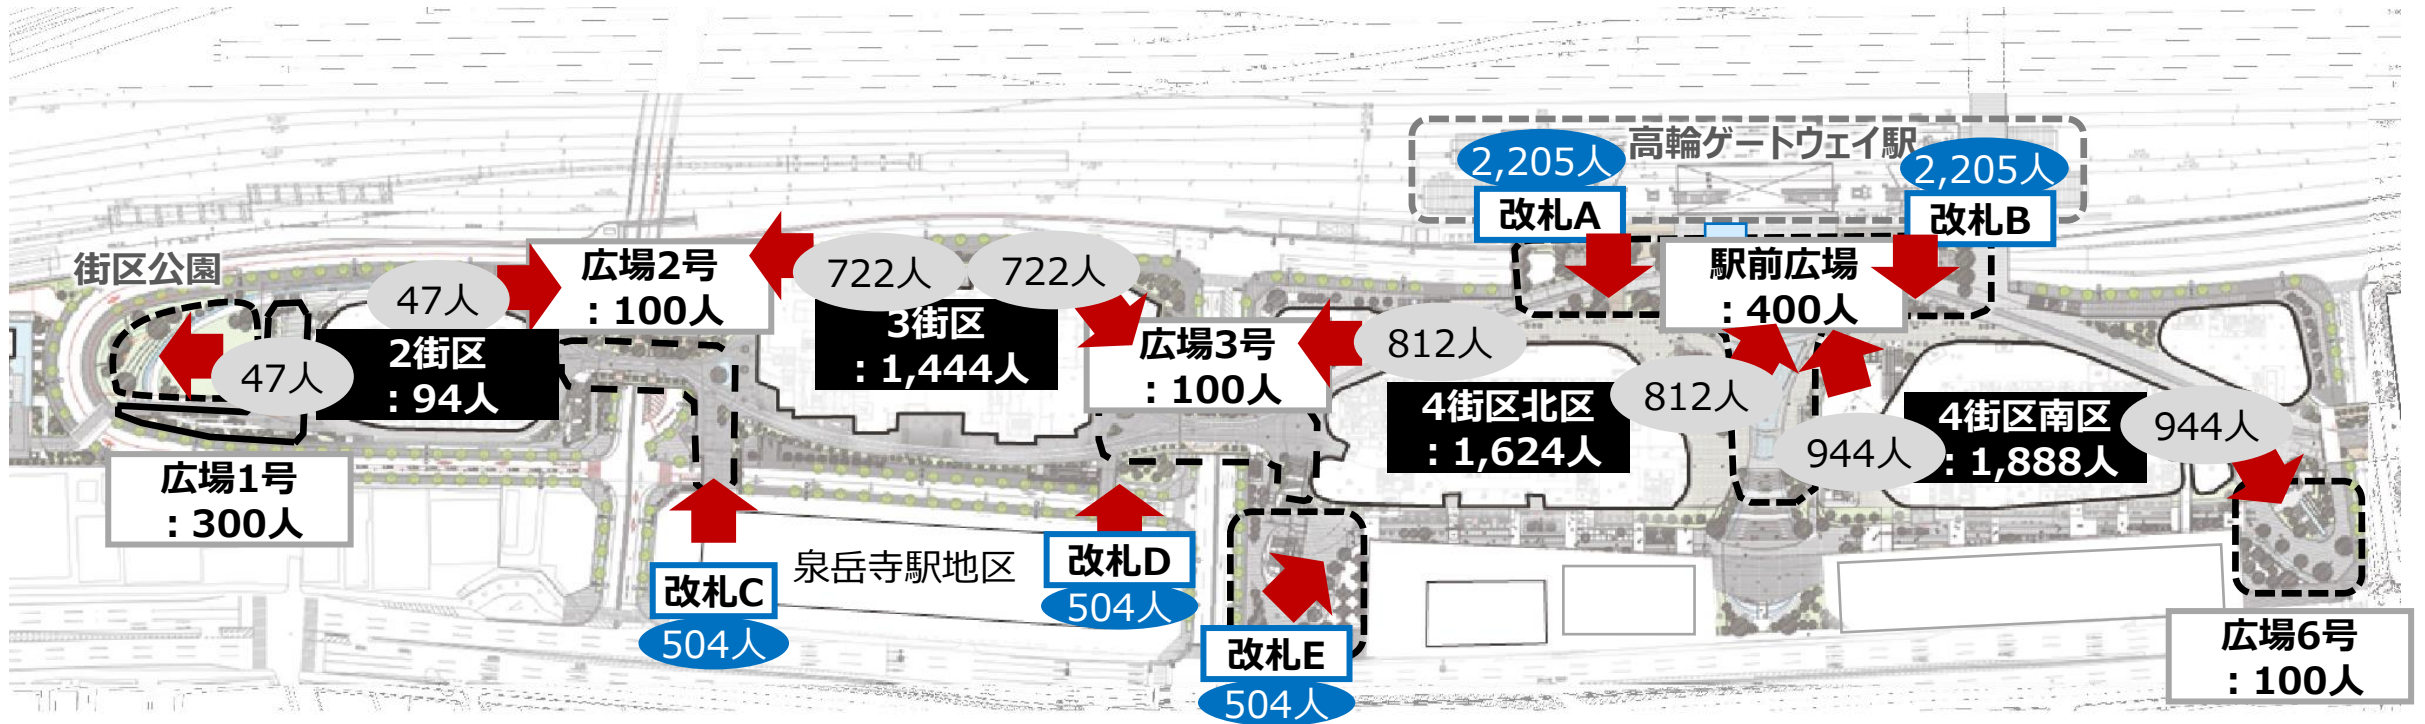 高輪ゲートウェイ駅
2,205人
改札A
2,205人
改札B
街区公園
47人
広場2号
：100人
722人
722人
駅前広場
：400人
47人
2街区
：94人
3街区
：1,444人
広場3号
：100人
812人
4街区北区
：1,624人
812人
944人
4街区南区
：1,888人
944人
広場1号
：300人
改札C
504人
泉岳寺駅地区
改札D
504人
改札E
504人
広場6号
：100人